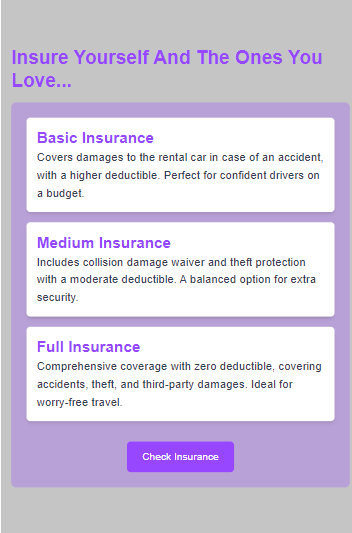 Insure Yourself And The Ones You
Love...
Basic Insurance
Covers damages to the rental car in case of an accident,
with a higher deductible. Perfect for confident drivers on
a budget.
Medium Insurance
Includes collision damage waiver and theft protection
with a moderate deductible. A balanced option for extra
security.
Full Insurance
Comprehensive coverage with zero deductible, covering
accidents, theft, and third-party damages. Ideal for
worry-free travel.
Check Insurance